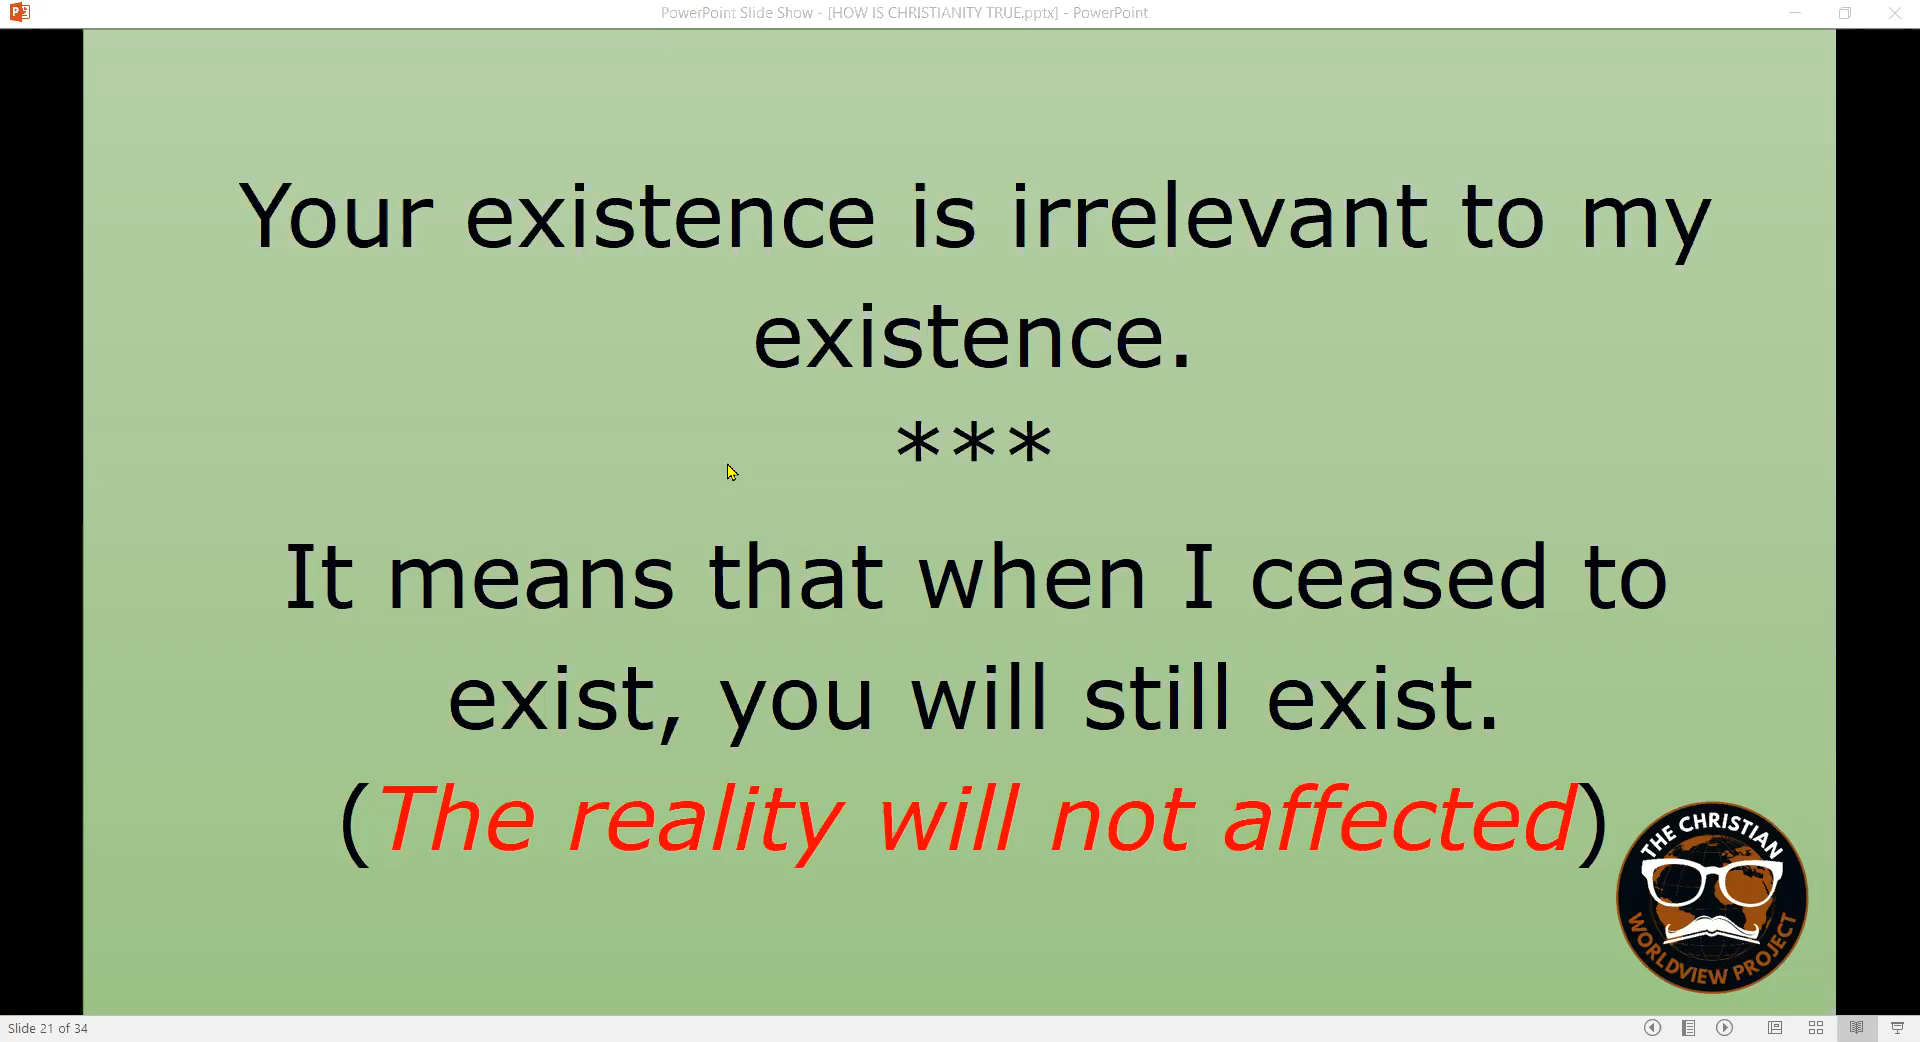 PowerPoint Slide Show - [HOW IS CHRISTIANITY TRUE.pptx] - PowerPoint
Your existence is irrelevant to my
existence.
***
It means that when I ceased to
exist, you will still exist.
(The reality will not affected)
THE CHRISTIAN
WORLDVIEW PROJECT
Slide 21 of 34